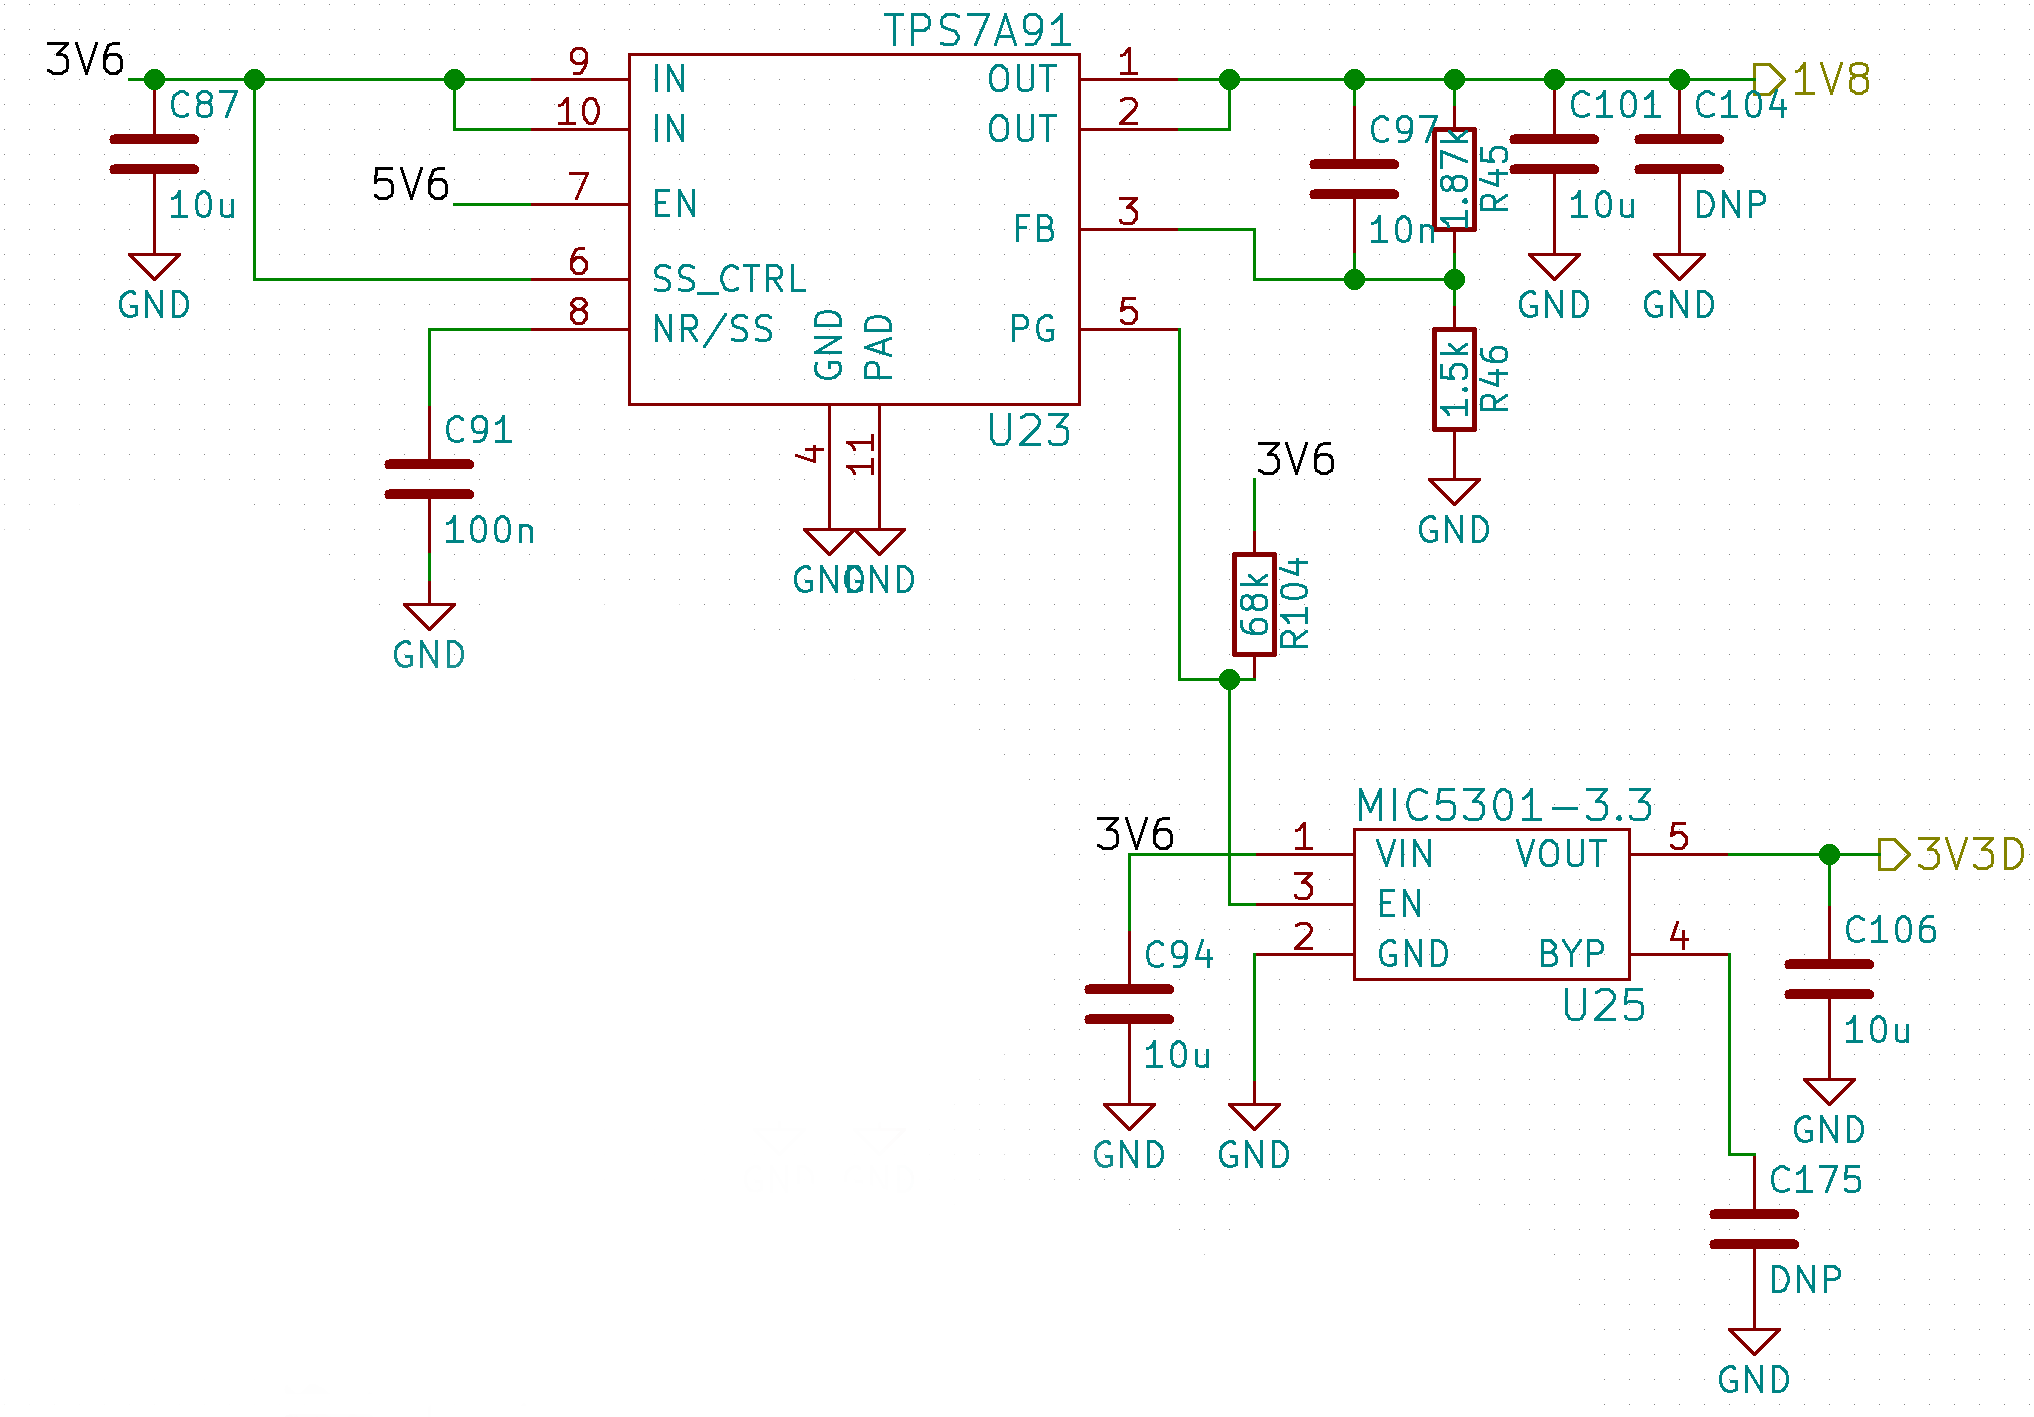 TPS7A91
3V6
C87
10u
GND
5V6
9
10
7
6
8
IN
IN
EN
SS_CTRL
NR/SS
GND
PAD
OUT
OUT
FB
PG
1
2
3
5
4
11
U23
GND
GND
C91
100n
GND
C97
10n
1.87k
R45
1.5k
R46
GND
C101
10u
GND
C104
DNP
GND
1V8
3V6
68k
R104
MIC5301-3.3
3V6
1
3
2
VIN
EN
GND
VOUT
BYP
5
4
U25
3V3D
C94
10u
GND
GND
C106
10u
GND
C175
DNP
GND